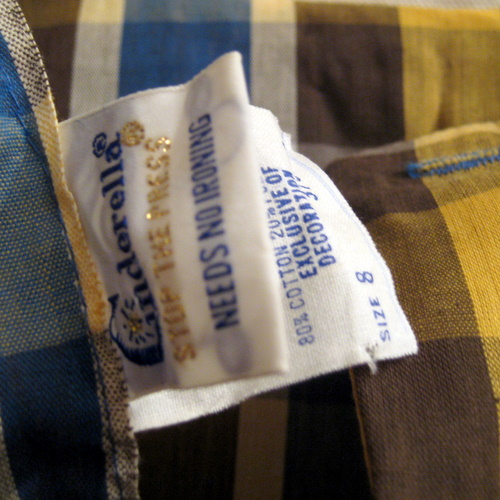 Cinderella®
STOP THE PRESS®
NEEDS NO IRONING
80% COTTON 20%
EXCLUSIVE OF
DECORATION
SIZE 8